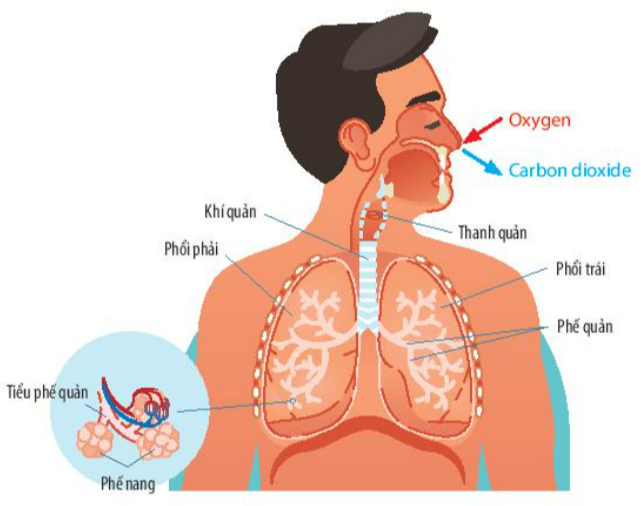 Oxygen
Carbon dioxide
Khí quản
Thanh quản
Phổi phải
Phổi trái
Phế quản
Tiểu phế quản
Phế nang